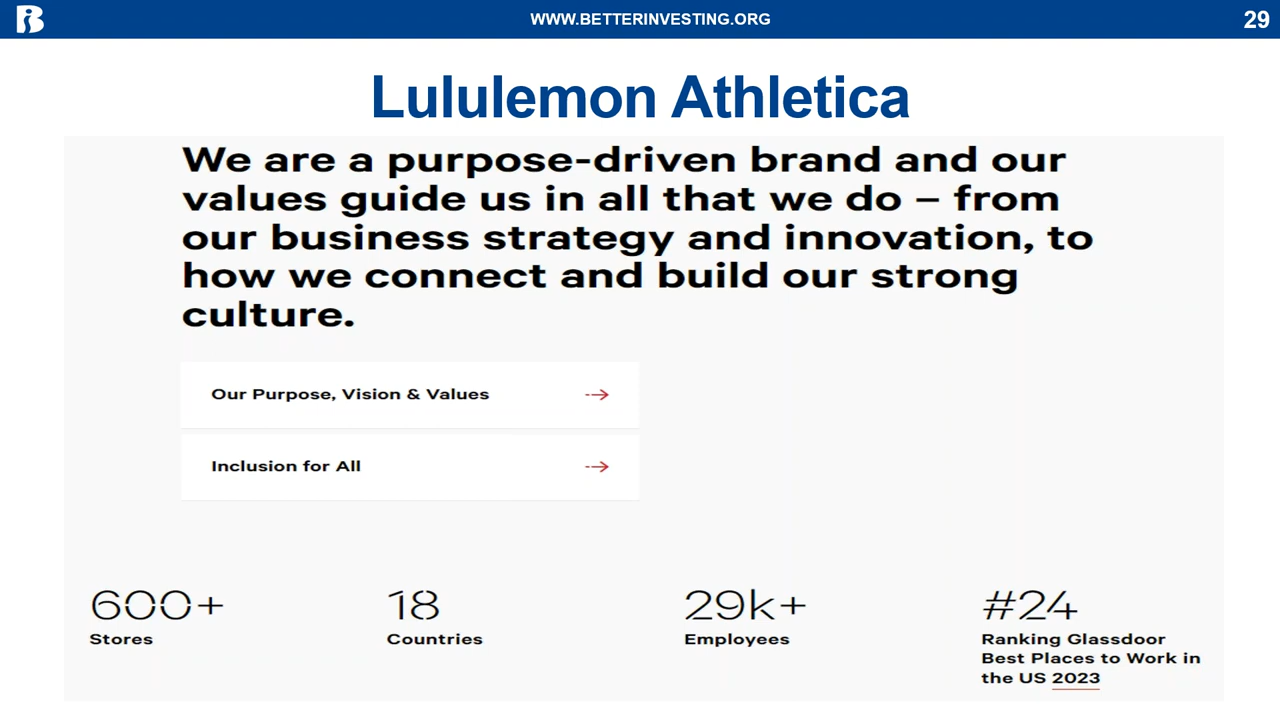 WWW.BETTERINVESTING.ORG
29
Lululemon Athletica
We are a purpose-driven brand and our
values guide us in all that we do – from
our business strategy and innovation, to
how we connect and build our strong
culture.
Our Purpose, Vision & Values
Inclusion for All
600+
Stores
18
Countries
29k+
Employees
#24
Ranking Glassdoor
Best Places to Work in
the US 2023